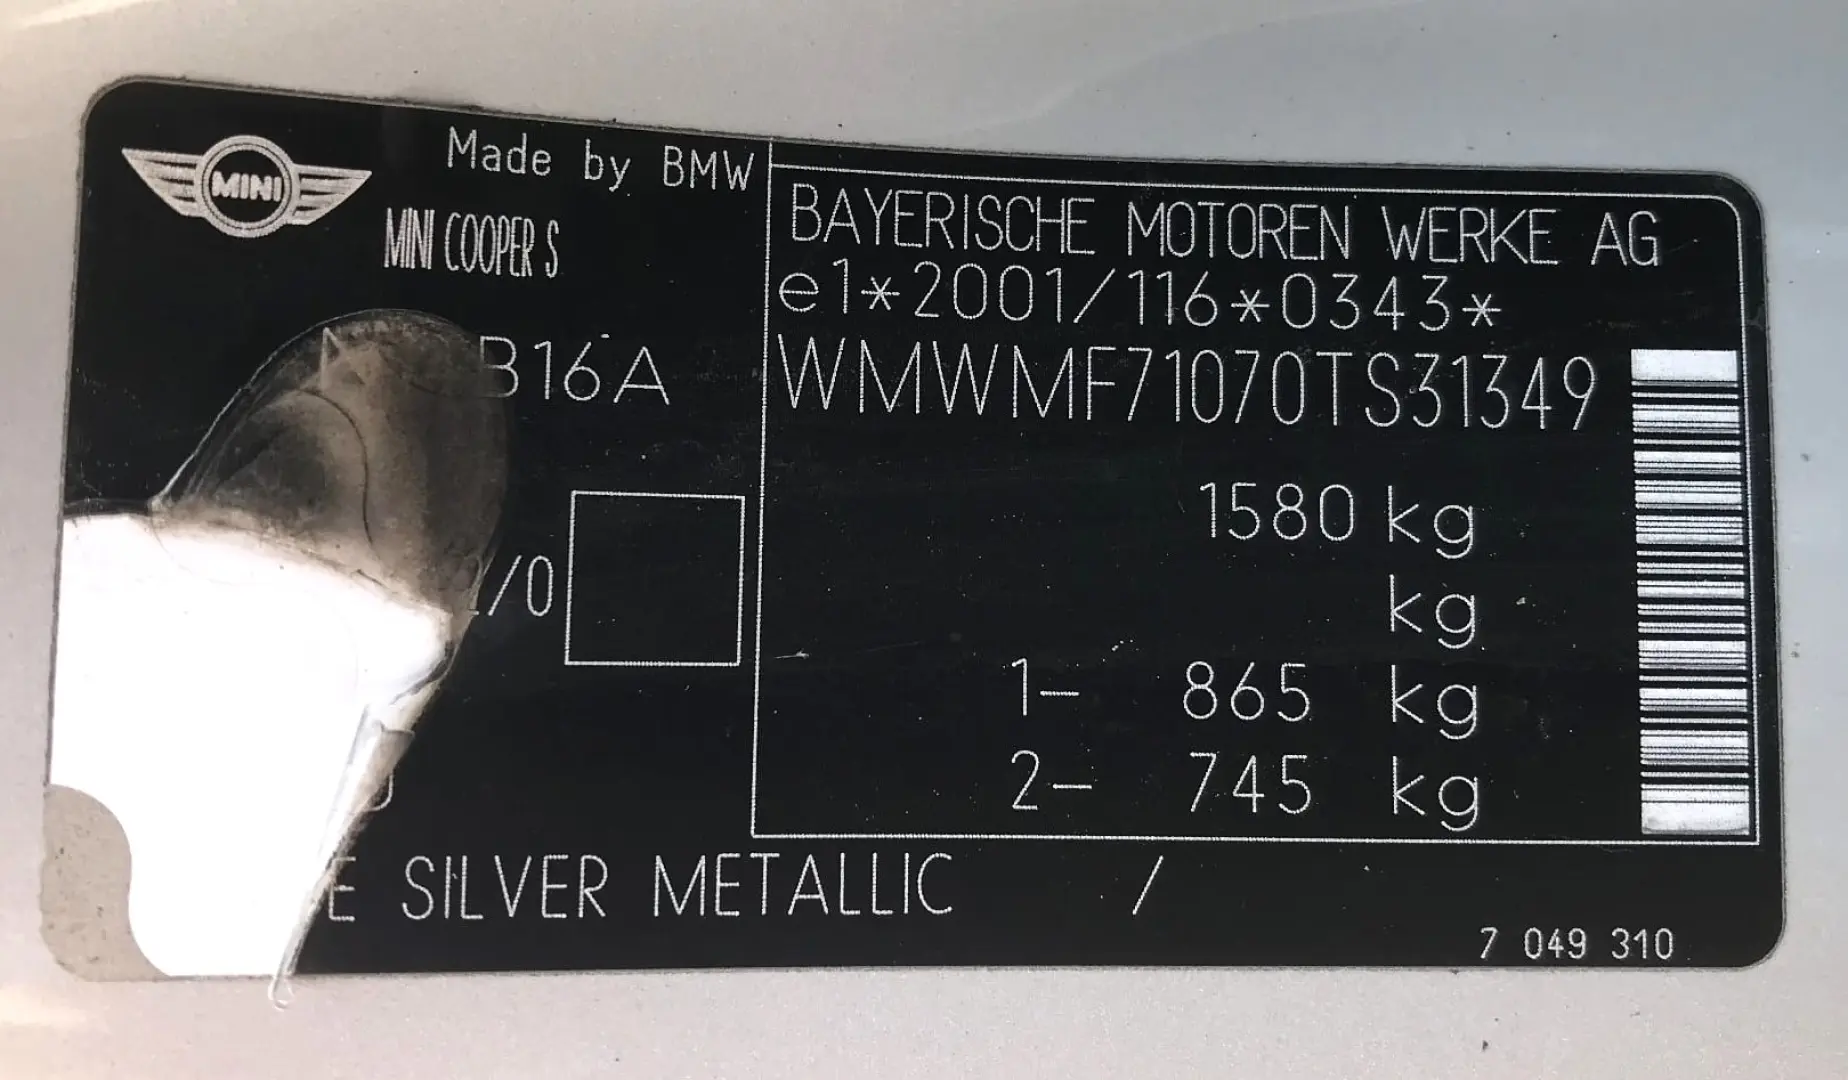 MINI
Made by BMW
MINI COOPER S
B16A
/0
SILVER METALLIC /
BAYERISCHE MOTOREN WERKE AG
e1*2001/116*0343*
WMWMF71070TS31349
1580 kg
kg
1- 865 kg
2- 745 kg
7 049 310